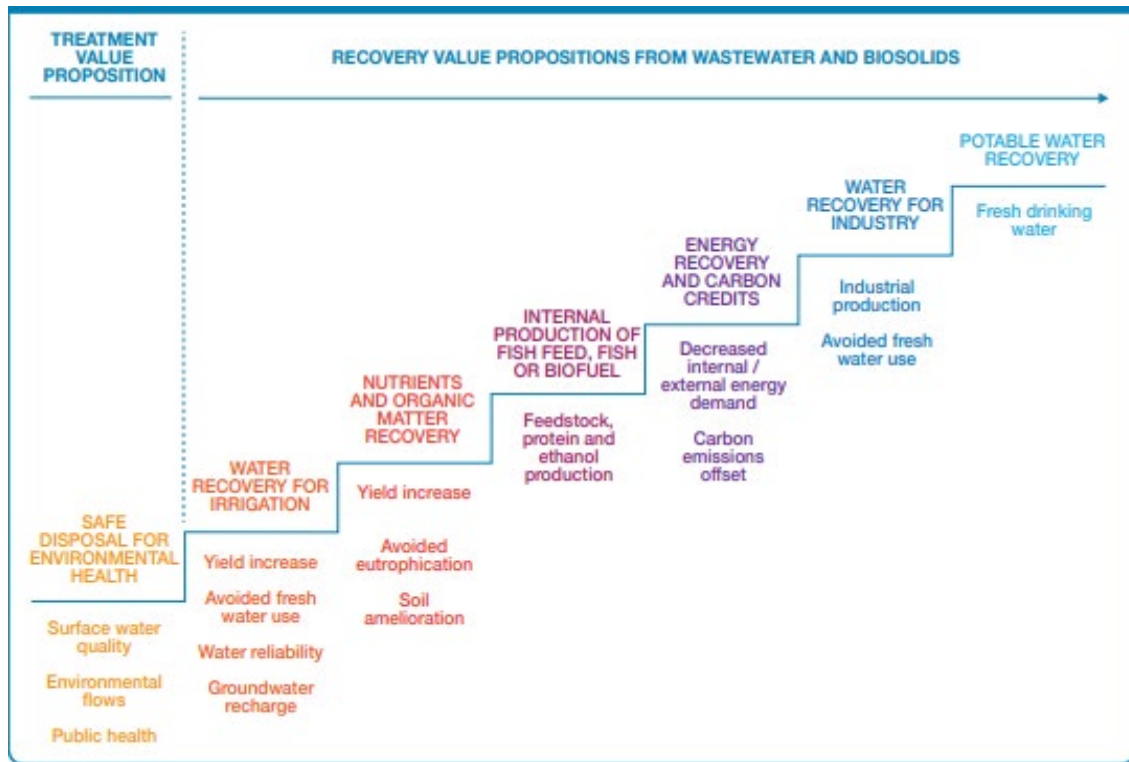 TREATMENT
VALUE
PROPOSITION
RECOVERY VALUE PROPOSITIONS FROM WASTEWATER AND BIOSOLIDS
SAFE
DISPOSAL FOR
ENVIRONMENTAL
HEALTH
Surface water
quality
Environmental
flows
Public health
WATER
RECOVERY FOR
IRRIGATION
Yield increase
Avoided fresh
water use
Water reliability
Groundwater
recharge
NUTRIENTS
AND ORGANIC
MATTER
RECOVERY
Yield increase
Avoided
eutrophication
Soil
amelioration
INTERNAL
PRODUCTION OF
FISH FEED, FISH
OR BIOFUEL
Feedstock,
protein and
ethanol
production
ENERGY
RECOVERY
AND CARBON
CREDITS
Decreased
internal /
external energy
demand
Carbon
emissions
offset
WATER
RECOVERY FOR
INDUSTRY
Industrial
production
Avoided fresh
water use
POTABLE WATER
RECOVERY
Fresh drinking
water